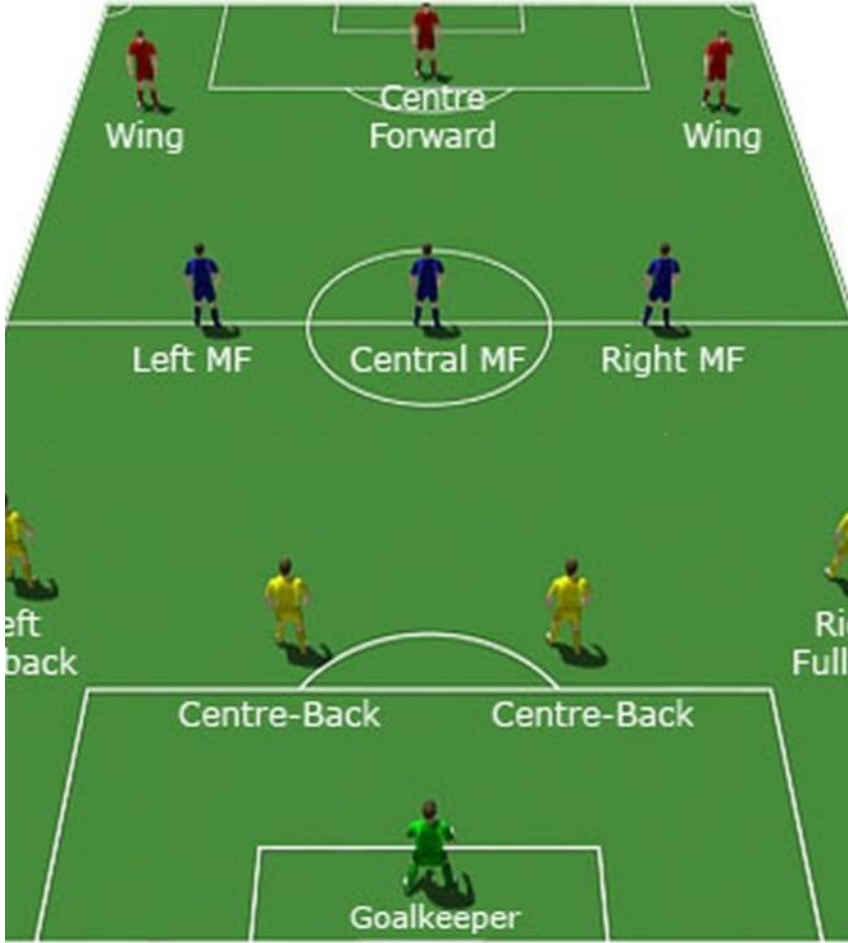 Centre
Wing Forward Wing
Left MF Central MF Right MF
eft Ri
back Full
Centre-Back Centre-Back
Goalkeeper